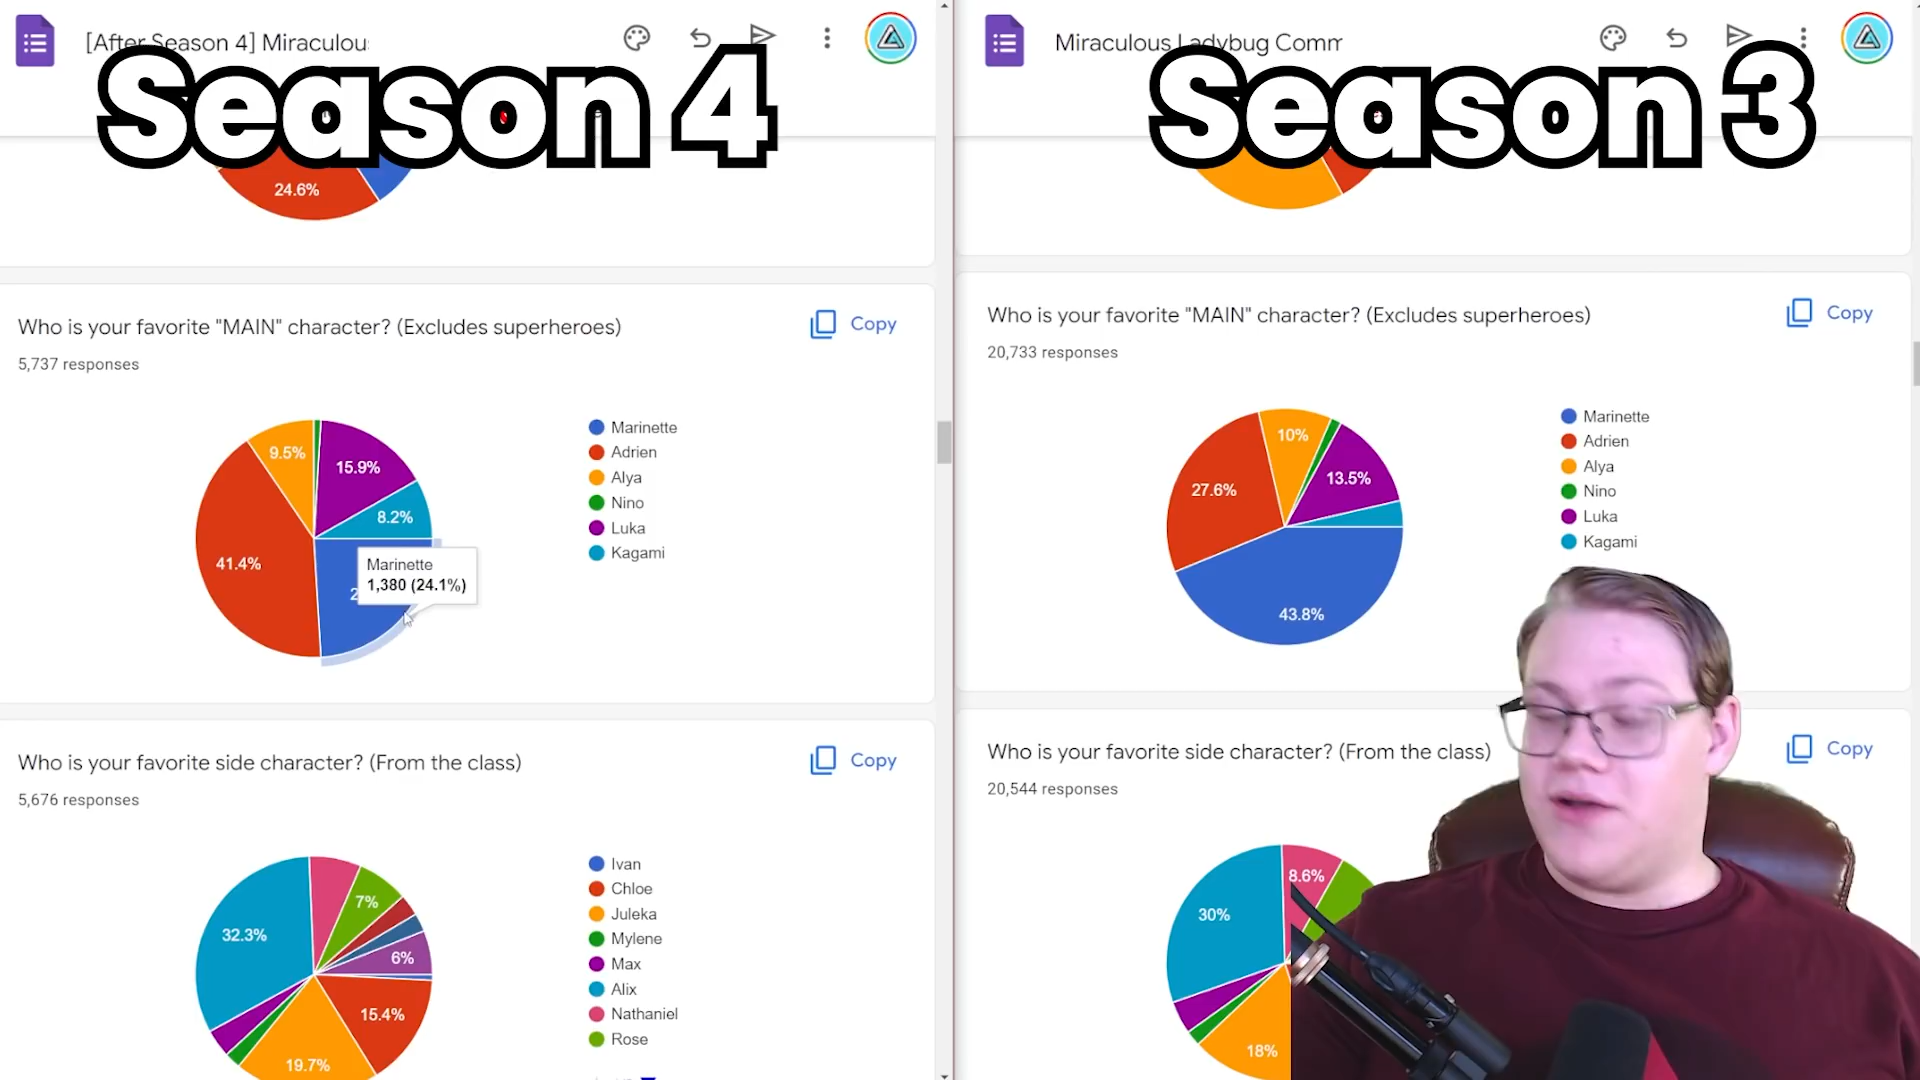 [After Season 4] Miraculou
Season 4
24.6%
Who is your favorite "MAIN" character? (Excludes superheroes)
Copy
5,737 responses
9.5%
15.9%
8.2%
41.4%
Marinette
1,380 (24.1%)
Marinette
Adrien
Alya
Nino
Luka
Kagami
Who is your favorite side character? (From the class)
Copy
5,676 responses
32.3%
7%
6%
15.4%
19.7%
Ivan
Chloe
Juleka
Mylene
Max
Alix
Nathaniel
Rose
Miraculous Ladybug Comm
Season 3
Who is your favorite "MAIN" character? (Excludes superheroes)
Copy
20,733 responses
10%
27.6%
13.5%
43.8%
Marinette
Adrien
Alya
Nino
Luka
Kagami
Who is your favorite side character? (From the class)
Copy
20,544 responses
8.6%
30%
18%